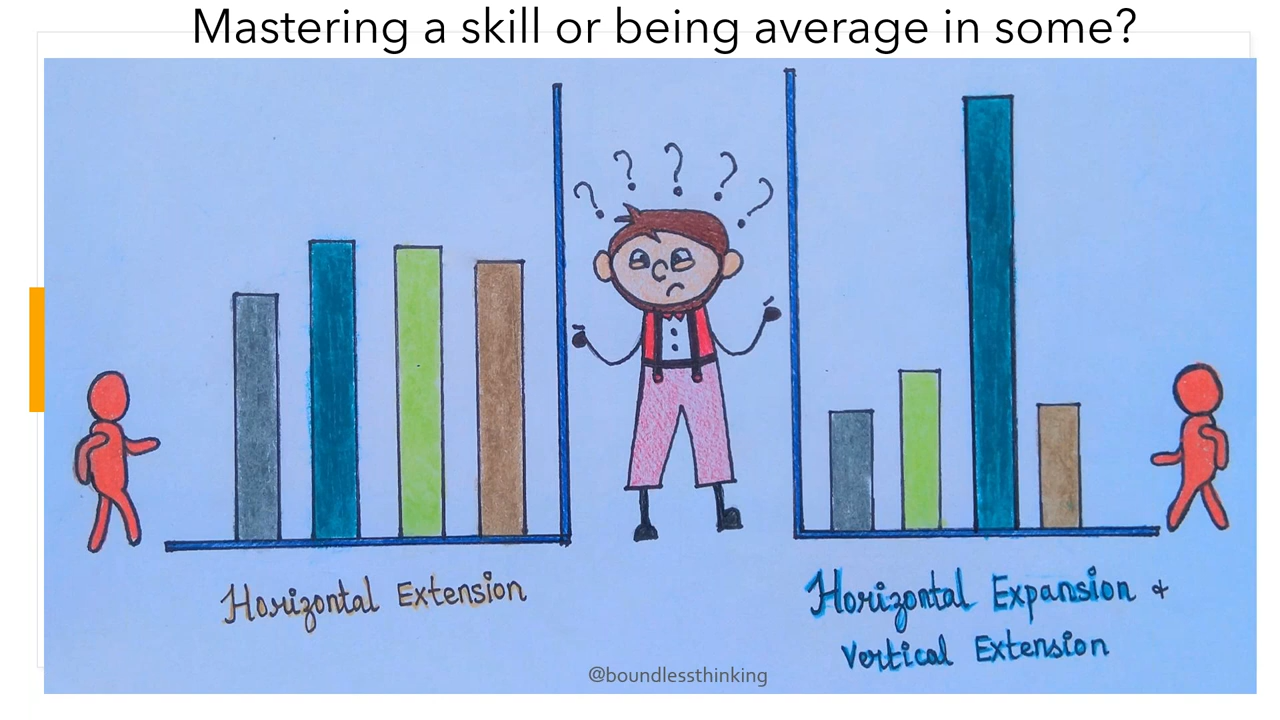 Mastering a skill or being average in some?
? ? ? ? ?
Horizontal Extension
Horizontal Expansion &
Vertical Extension
@boundlessthinking